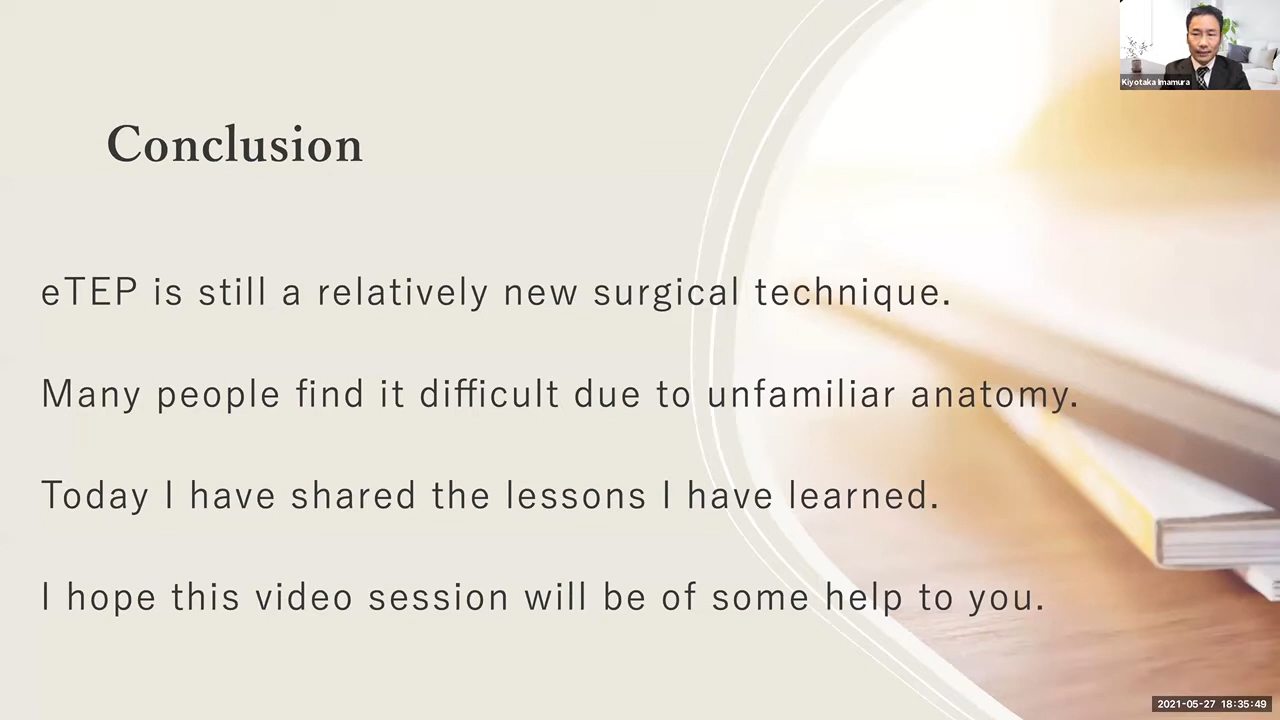 Kiyotaka Imamura
Conclusion
eTEP is still a relatively new surgical technique.
Many people find it difficult due to unfamiliar anatomy.
Today I have shared the lessons I have learned.
I hope this video session will be of some help to you.
2021-05-27 18:35:49